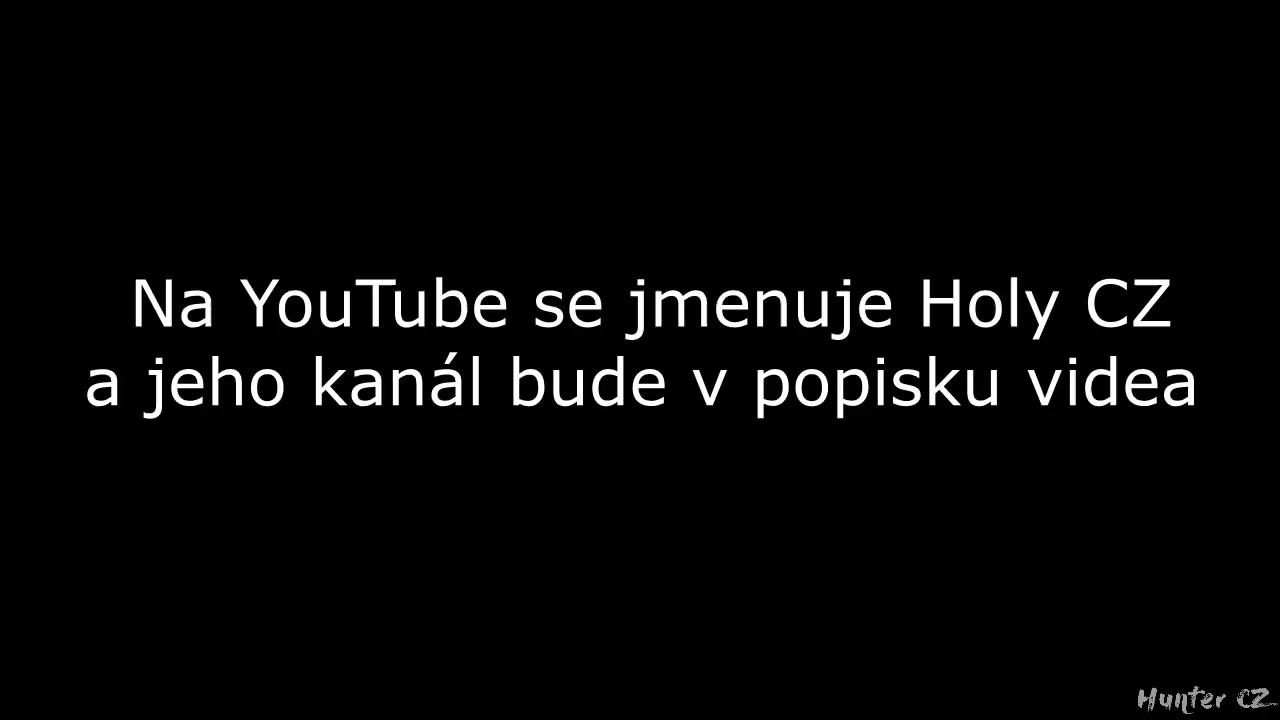 Na YouTube se jmenuje Holy CZ
a jeho kanál bude v popisku videa
Hunter CZ